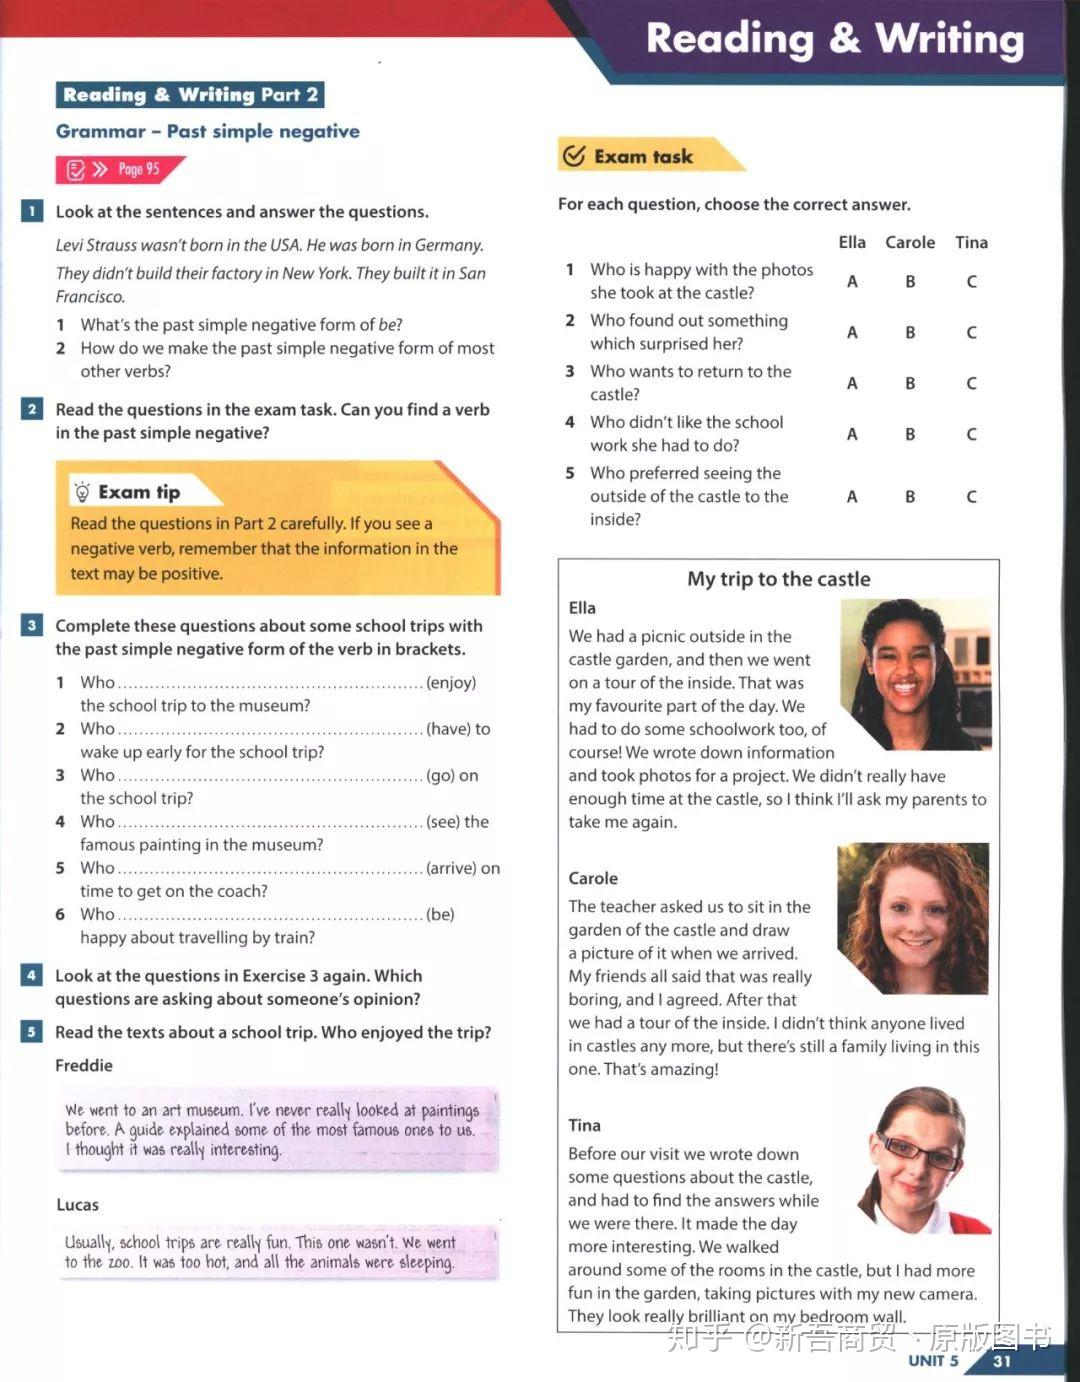 Reading & Writing
Reading & Writing Part 2
Grammar – Past simple negative
Page 95
1 Look at the sentences and answer the questions.
Levi Strauss wasn't born in the USA. He was born in Germany.
They didn't build their factory in New York. They built it in San
Francisco.
1 What's the past simple negative form of be?
2 How do we make the past simple negative form of most
other verbs?
2 Read the questions in the exam task. Can you find a verb
in the past simple negative?
Exam tip
Read the questions in Part 2 carefully. If you see a
negative verb, remember that the information in the
text may be positive.
3 Complete these questions about some school trips with
the past simple negative form of the verb in brackets.
1 Who .......................................................... (enjoy)
the school trip to the museum?
2 Who .......................................................... (have) to
wake up early for the school trip?
3 Who .......................................................... (go) on
the school trip?
4 Who .......................................................... (see) the
famous painting in the museum?
5 Who .......................................................... (arrive) on
time to get on the coach?
6 Who .......................................................... (be)
happy about travelling by train?
4 Look at the questions in Exercise 3 again. Which
questions are asking about someone's opinion?
5 Read the texts about a school trip. Who enjoyed the trip?
Freddie
We went to an art museum. I've never really looked at paintings
before. A guide explained some of the most famous ones to us.
I thought it was really interesting.
Lucas
Usually, school trips are really fun. This one wasn't. We went
to the zoo. It was too hot, and all the animals were sleeping.
Exam task
For each question, choose the correct answer.
Ella Carole Tina
1 Who is happy with the photos
she took at the castle? A B C
2 Who found out something
which surprised her? A B C
3 Who wants to return to the
castle? A B C
4 Who didn't like the school
work she had to do? A B C
5 Who preferred seeing the
outside of the castle to the A B C
inside?
My trip to the castle
Ella
We had a picnic outside in the
castle garden, and then we went
on a tour of the inside. That was
my favourite part of the day. We
had to do some schoolwork too, of
course! We wrote down information
and took photos for a project. We didn't really have
enough time at the castle, so I think I'll ask my parents to
take me again.
Carole
The teacher asked us to sit in the
garden of the castle and draw
a picture of it when we arrived.
My friends all said that was really
boring, and I agreed. After that
we had a tour of the inside. I didn't think anyone lived
in castles any more, but there's still a family living in this
one. That's amazing!
Tina
Before our visit we wrote down
some questions about the castle,
and had to find the answers while
we were there. It made the day
more interesting. We walked
around some of the rooms in the castle, but I had more
fun in the garden, taking pictures with my new camera.
They look really brilliant on my bedroom wall.
知乎 @新吾商贸、原版图书
UNIT 5 31